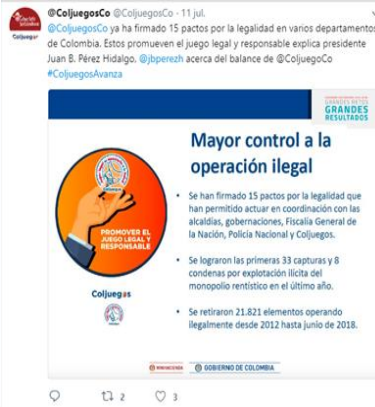 @ColjuegosCo @ColjuegosCo · 11 jul.
@ColjuegosCo ya ha firmado 15 pactos por la legalidad en varios departamentos
de Colombia. Estos promueven el juego legal y responsable explica presidente
Juan B. Pérez Hidalgo. @jbperezh acerca del balance de @ColjuegoCo
#ColjuegosAvanza
GRANDES RETOS
GRANDES
RESULTADOS
Mayor control a la
operación ilegal
• Se han firmado 15 pactos por la legalidad que
han permitido actuar en coordinación con las
alcaldías, gobernaciones, Fiscalía General de
la Nación, Policía Nacional y Coljuegos.
PROMOVER EL
JUEGO LEGAL Y
RESPONSABLE
Coljuegos
• Se lograron las primeras 33 capturas y 8
condenas por explotación ilícita del
monopolio rentístico en el último año.
• Se retiraron 21.821 elementos operando
ilegalmente desde 2012 hasta junio de 2018.
MINHACIENDA
GOBIERNO DE COLOMBIA
2
3